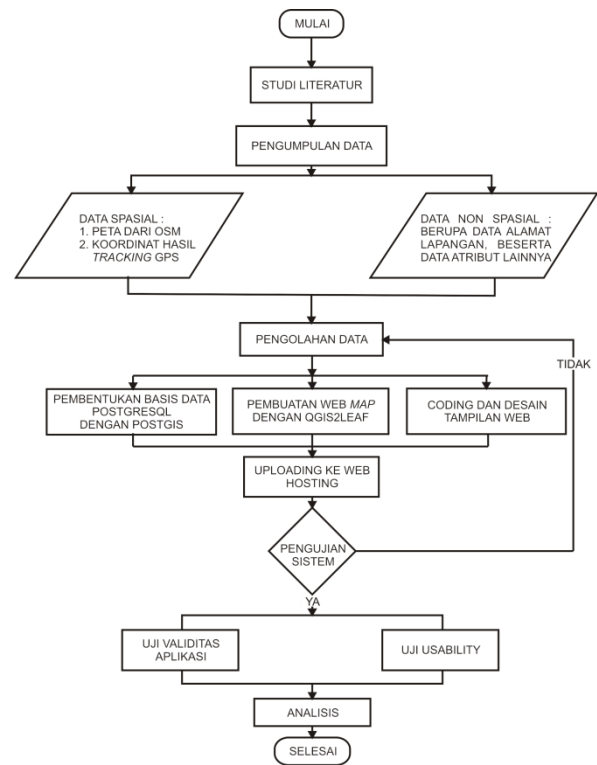 MULAI
STUDI LITERATUR
PENGUMPULAN DATA
DATA SPASIAL :
1. PETA DARI OSM
2. KOORDINAT HASIL
TRACKING GPS
DATA NON SPASIAL :
BERUPA DATA ALAMAT
LAPANGAN, BESERTA
DATA ATRIBUT LAINNYA
PENGOLAHAN DATA
TIDAK
PEMBENTUKAN BASIS DATA
POSTGRESQL
DENGAN POSTGIS
PEMBUATAN WEB MAP
DENGAN QGIS2LEAF
CODING DAN DESAIN
TAMPILAN WEB
UPLOADING KE WEB
HOSTING
PENGUJIAN
SISTEM
YA
UJI VALIDITAS
APLIKASI
UJI USABILITY
ANALISIS
SELESAI